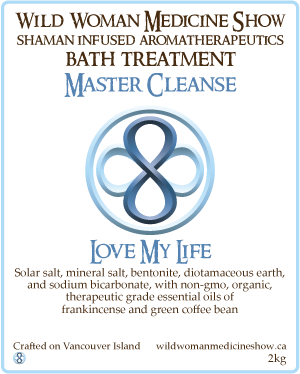 Wild Woman Medicine Show
shaman infused aromatherapeutics
bath treatment
Master Cleanse
Love My Life
Solar salt, mineral salt, bentonite, diotamaceous earth,
and sodium bicarbonate, with non-gmo, organic,
therapeutic grade essential oils of
frankincense and green coffee bean
Crafted on Vancouver Island wildwomanmedicineshow.ca
2kg